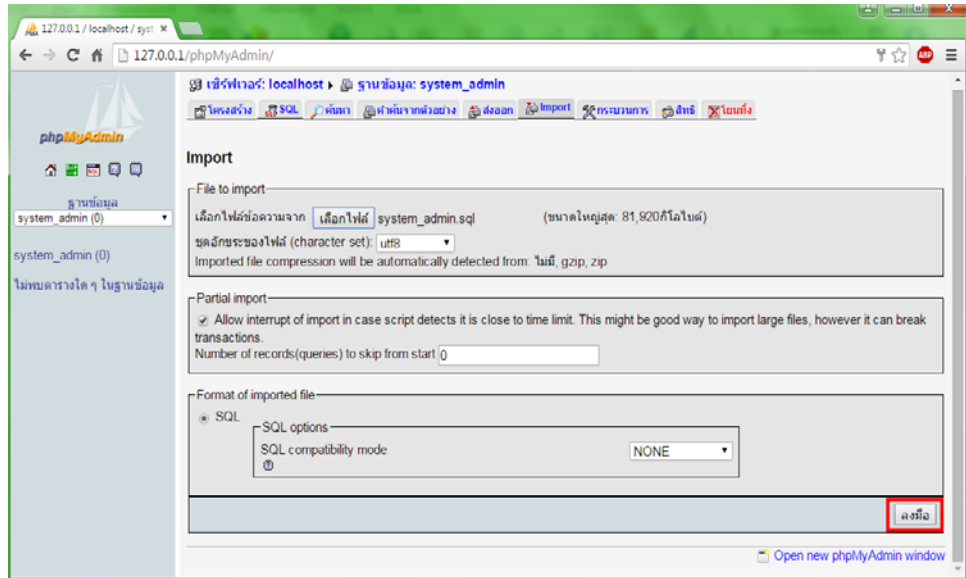 127.0.0.1 / localhost / syst
127.0.0.1/phpMyAdmin/
ABP
phpMyAdmin
ฐานข้อมูล
system_admin (0)
system_admin (0)
ไม่พบตารางใด ๆ ในฐานข้อมูล
เซิร์ฟเวอร์: localhost ▸ ฐานข้อมูล: system_admin
โครงสร้าง SQL ค้นหา คำค้นจากตัวอย่าง ส่งออก Import กระบวนการ สิทธิ โยนทิ้ง
Import
File to import
เลือกไฟล์ข้อความจาก เลือกไฟล์ system_admin.sql (ขนาดใหญ่สุด: 81,920กิโลไบต์)
ชุดอักขระของไฟล์ (character set): utf8
Imported file compression will be automatically detected from: ไม่มี, gzip, zip
Partial import
Allow interrupt of import in case script detects it is close to time limit. This might be good way to import large files, however it can break
transactions.
Number of records(queries) to skip from start 0
Format of imported file
SQL
SQL options
SQL compatibility mode NONE
ลงมือ
Open new phpMyAdmin window